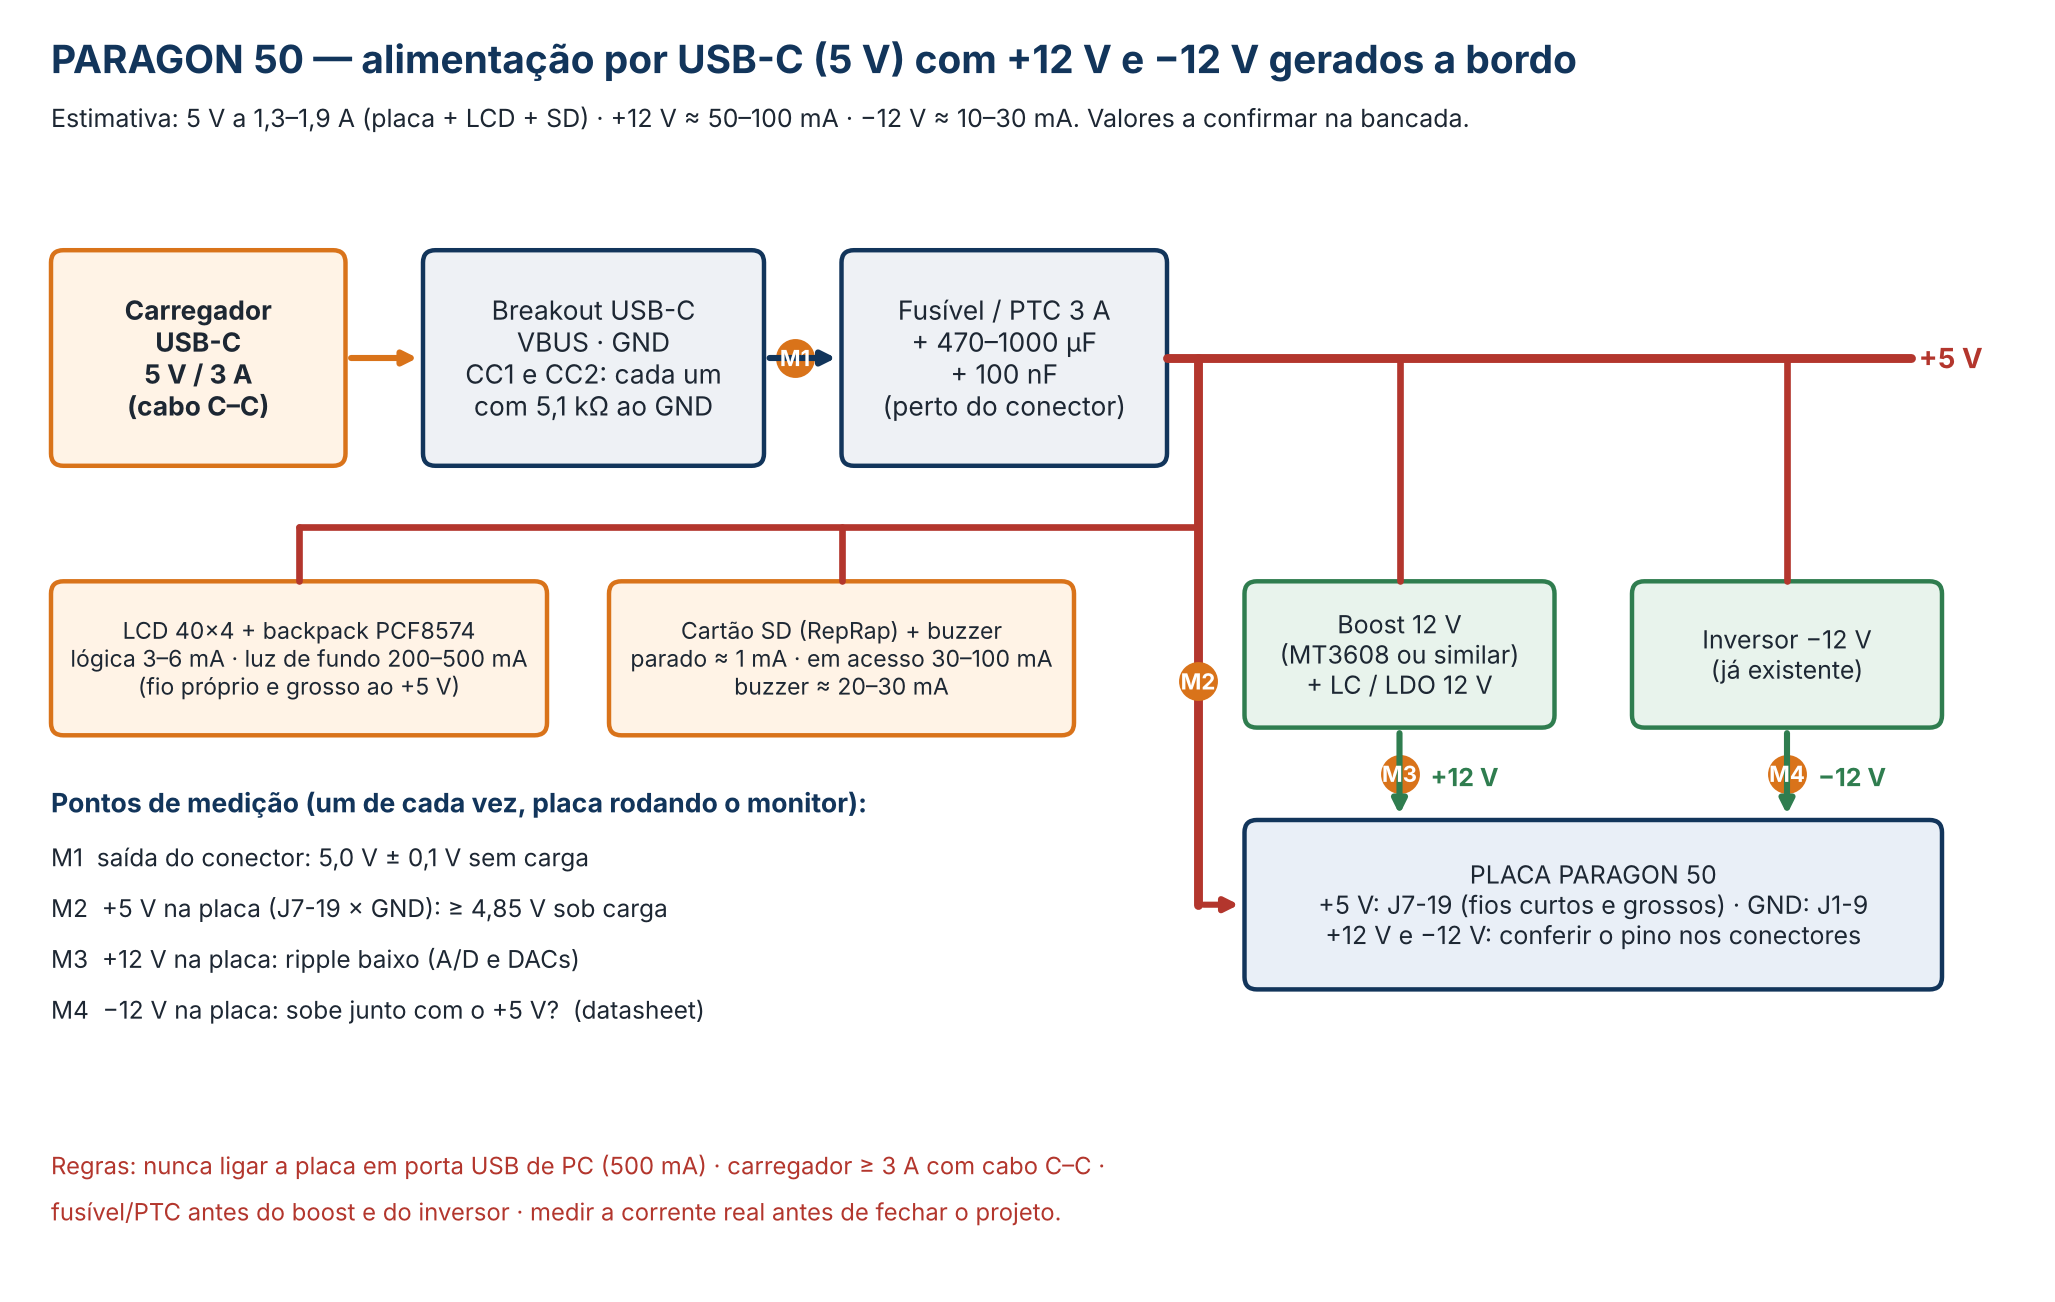 PARAGON 50 — alimentação por USB-C (5 V) com +12 V e −12 V gerados a bordo
Estimativa: 5 V a 1,3–1,9 A (placa + LCD + SD) · +12 V ≈ 50–100 mA · −12 V ≈ 10–30 mA. Valores a confirmar na bancada.
Carregador
USB-C
5 V / 3 A
(cabo C–C)
Breakout USB-C
VBUS · GND
CC1 e CC2: cada um
com 5,1 kΩ ao GND
M1
Fusível / PTC 3 A
+ 470–1000 µF
+ 100 nF
(perto do conector)
+5 V
LCD 40×4 + backpack PCF8574
lógica 3–6 mA · luz de fundo 200–500 mA
(fio próprio e grosso ao +5 V)
Cartão SD (RepRap) + buzzer
parado ≈ 1 mA · em acesso 30–100 mA
buzzer ≈ 20–30 mA
M2
Boost 12 V
(MT3608 ou similar)
+ LC / LDO 12 V
Inversor −12 V
(já existente)
M3
+12 V
M4
−12 V
PLACA PARAGON 50
+5 V: J7-19 (fios curtos e grossos) · GND: J1-9
+12 V e −12 V: conferir o pino nos conectores
Pontos de medição (um de cada vez, placa rodando o monitor):
M1 saída do conector: 5,0 V ± 0,1 V sem carga
M2 +5 V na placa (J7-19 × GND): ≥ 4,85 V sob carga
M3 +12 V na placa: ripple baixo (A/D e DACs)
M4 −12 V na placa: sobe junto com o +5 V? (datasheet)
Regras: nunca ligar a placa em porta USB de PC (500 mA) · carregador ≥ 3 A com cabo C–C ·
fusível/PTC antes do boost e do inversor · medir a corrente real antes de fechar o projeto.